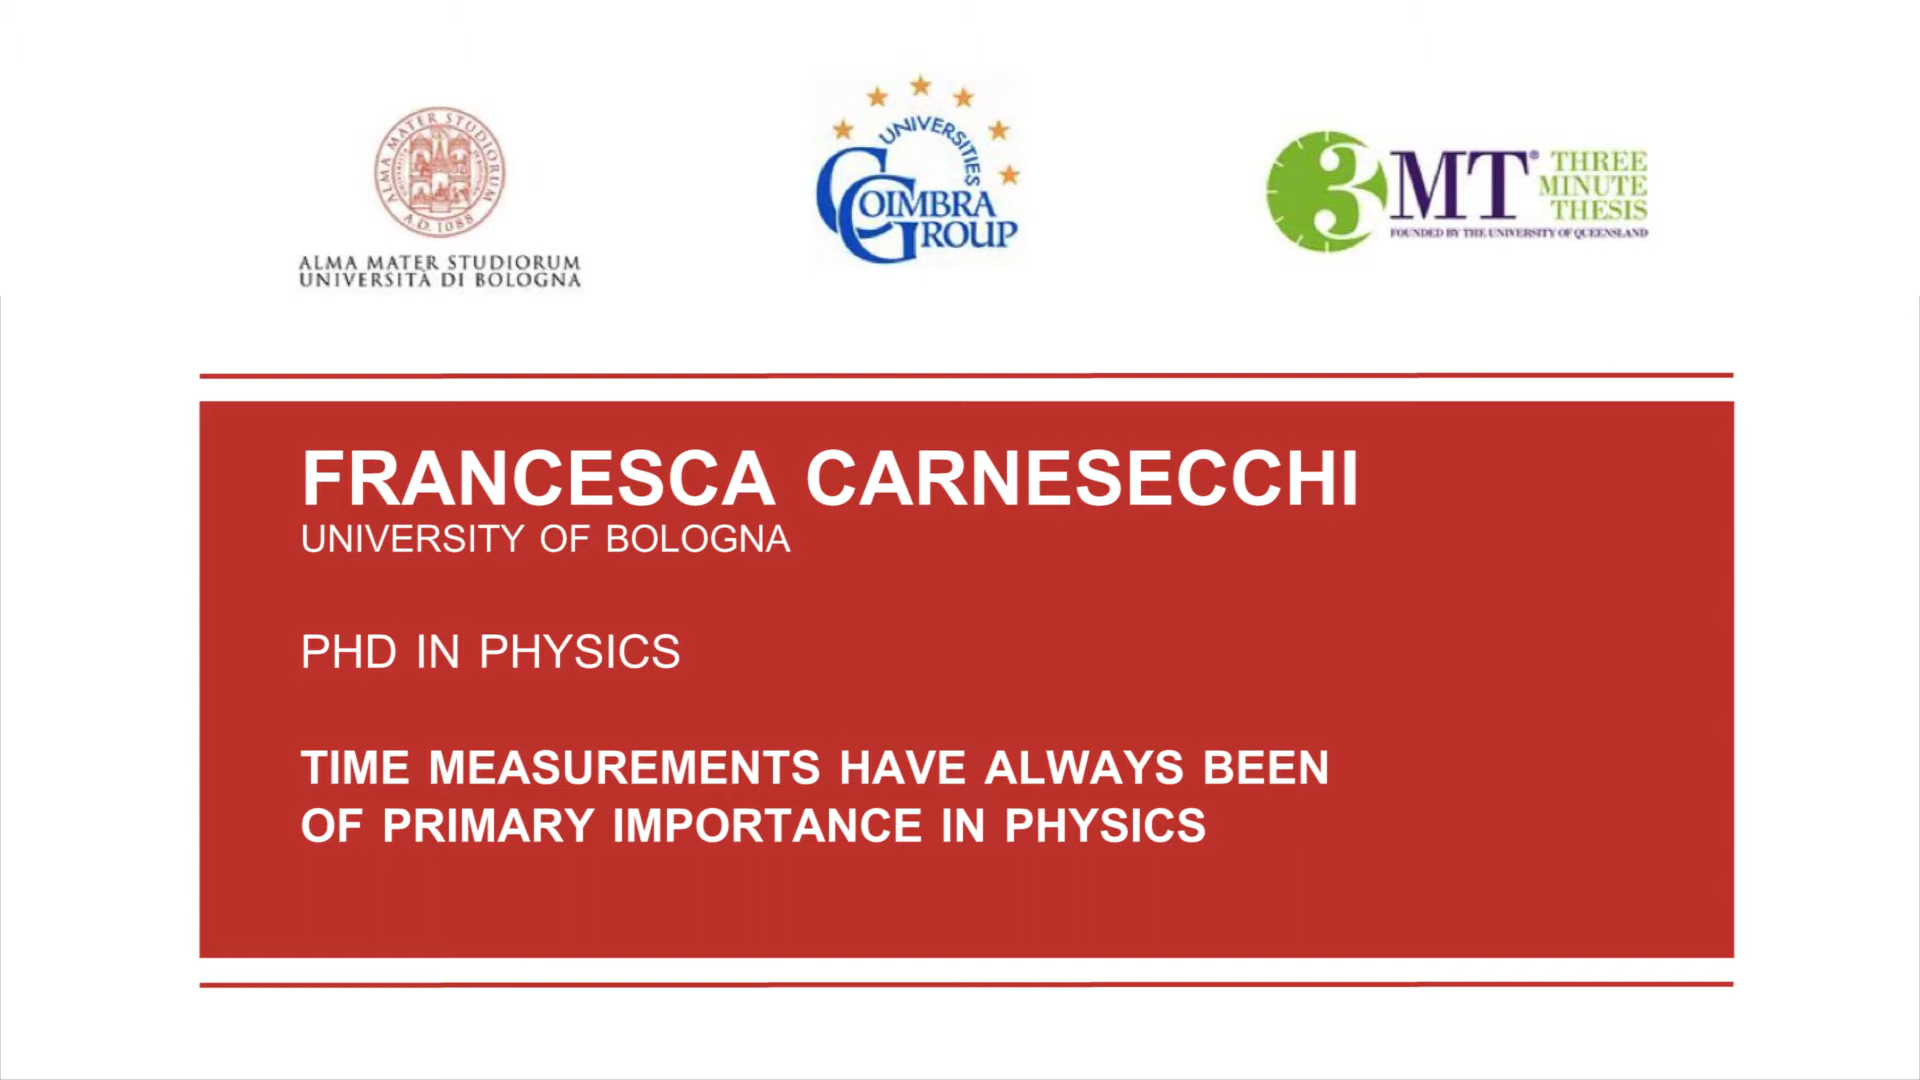 ALMA MATER STUDIORUM
A.D. 1088
ALMA MATER STUDIORUM
UNIVERSITÀ DI BOLOGNA
UNIVERSITIES
COIMBRA
GROUP
3MT® THREE
MINUTE
THESIS
FOUNDED BY THE UNIVERSITY OF QUEENSLAND
FRANCESCA CARNESECCHI
UNIVERSITY OF BOLOGNA
PHD IN PHYSICS
TIME MEASUREMENTS HAVE ALWAYS BEEN
OF PRIMARY IMPORTANCE IN PHYSICS